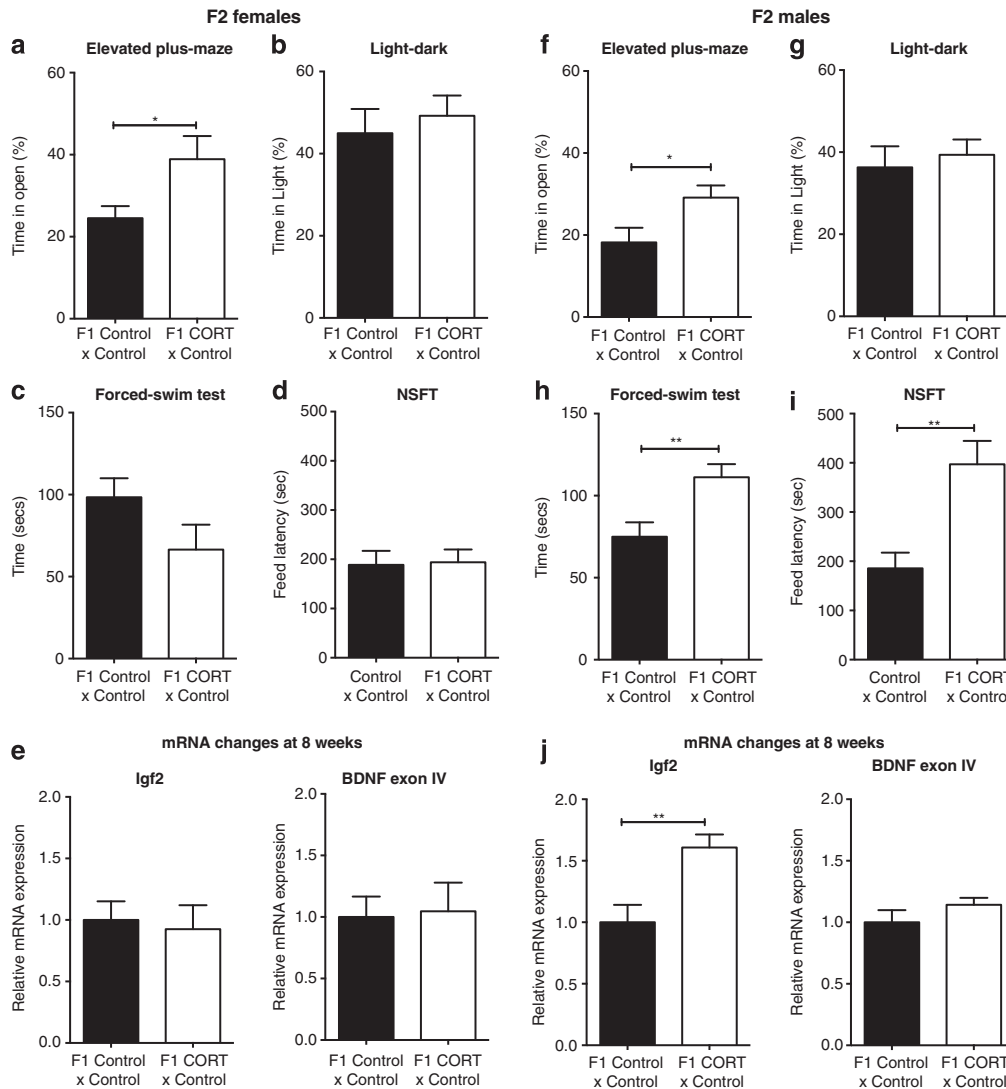 F2 females
F2 males
a
Elevated plus-maze
Time in open (%)
60
40
20
0
*
F1 Control
x Control
F1 CORT
x Control
b
Light-dark
Time in Light (%)
60
40
20
0
F1 Control
x Control
F1 CORT
x Control
f
Elevated plus-maze
Time in open (%)
60
40
20
0
*
F1 Control
x Control
F1 CORT
x Control
g
Light-dark
Time in Light (%)
60
40
20
0
F1 Control
x Control
F1 CORT
x Control
c
Forced-swim test
Time (secs)
150
100
50
0
F1 Control
x Control
F1 CORT
x Control
d
NSFT
Feed latency (sec)
500
400
300
200
100
0
Control
x Control
F1 CORT
x Control
h
Forced-swim test
Time (secs)
150
100
50
0
**
F1 Control
x Control
F1 CORT
x Control
i
NSFT
Feed latency (sec)
500
400
300
200
100
0
**
Control
x Control
F1 CORT
x Control
e
mRNA changes at 8 weeks
Igf2
Relative mRNA expression
2.0
1.5
1.0
0.5
0.0
F1 Control
x Control
F1 CORT
x Control
BDNF exon IV
Relative mRNA expression
2.0
1.5
1.0
0.5
0.0
F1 Control
x Control
F1 CORT
x Control
j
mRNA changes at 8 weeks
Igf2
Relative mRNA expression
2.0
1.5
1.0
0.5
0.0
**
F1 Control
x Control
F1 CORT
x Control
BDNF exon IV
Relative mRNA expression
2.0
1.5
1.0
0.5
0.0
F1 Control
x Control
F1 CORT
x Control